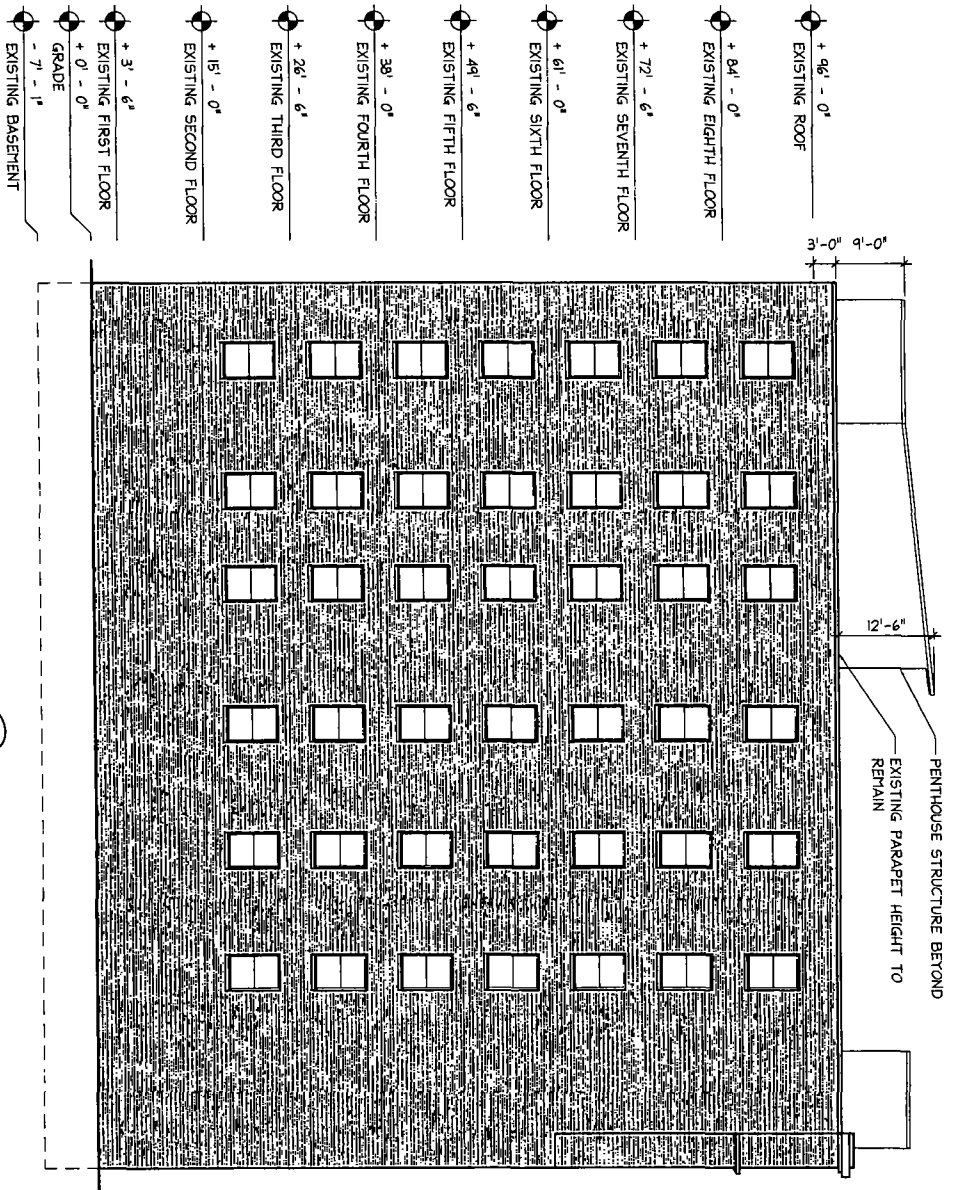 + 96' - 0"
EXISTING ROOF
+ 84' - 0"
EXISTING EIGHTH FLOOR
+ 72' - 6"
EXISTING SEVENTH FLOOR
+ 61' - 0"
EXISTING SIXTH FLOOR
+ 49' - 6"
EXISTING FIFTH FLOOR
+ 38' - 0"
EXISTING FOURTH FLOOR
+ 26' - 6"
EXISTING THIRD FLOOR
+ 15' - 0"
EXISTING SECOND FLOOR
+ 3' - 6"
EXISTING FIRST FLOOR
+ 0' - 0"
GRADE
- 7' - 1"
EXISTING BASEMENT
3'-0"
9'-0"
12'-6"
PENTHOUSE STRUCTURE BEYOND
EXISTING PARAPET HEIGHT TO
REMAIN